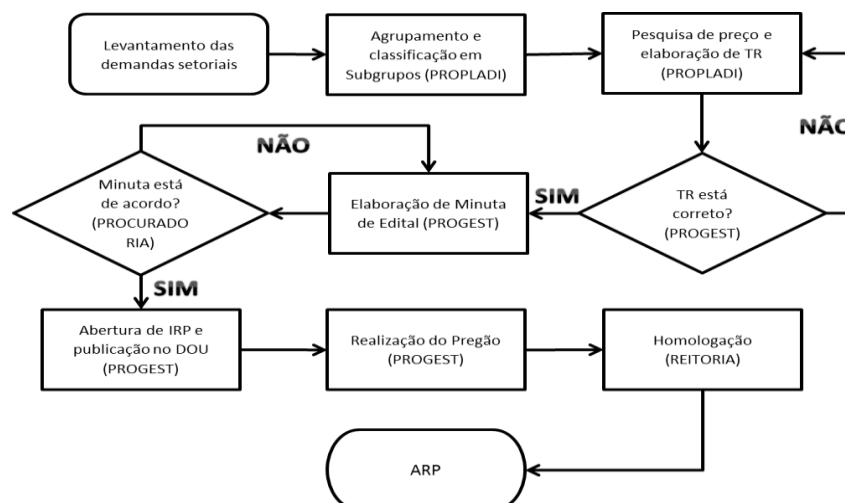 Levantamento das
demandas setoriais
Agrupamento e
classificação em
Subgrupos (PROPLADI)
Pesquisa de preço e
elaboração de TR
(PROPLADI)
NÃO
NÃO
Minuta está
de acordo?
(PROCURADO
RIA)
Elaboração de Minuta
de Edital (PROGEST)
SIM
TR está
correto?
(PROGEST)
SIM
Abertura de IRP e
publicação no DOU
(PROGEST)
Realização do Pregão
(PROGEST)
Homologação
(REITORIA)
ARP